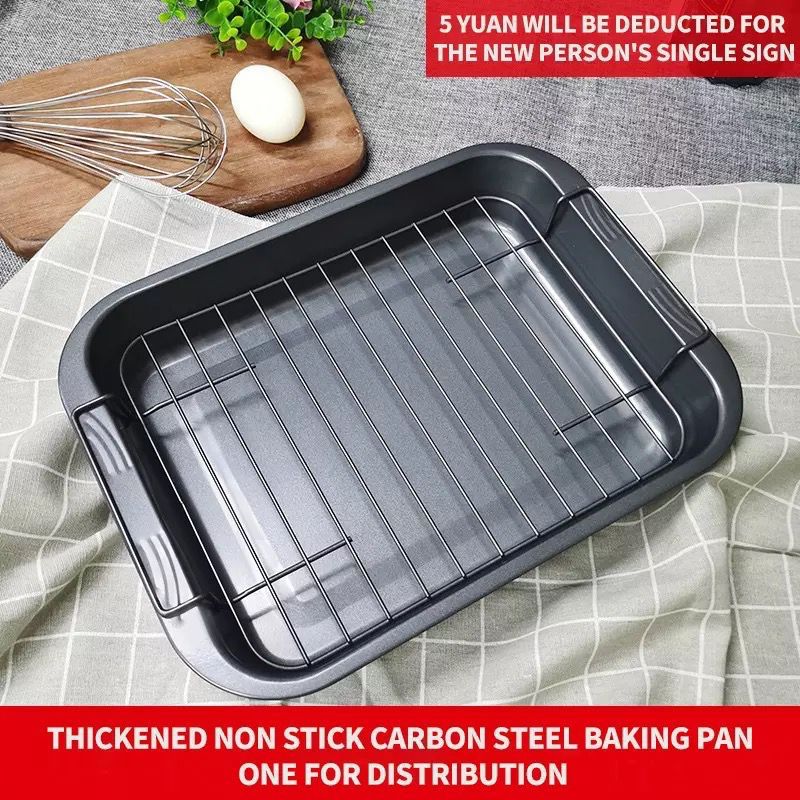 5 YUAN WILL BE DEDUCTED FOR
THE NEW PERSON'S SINGLE SIGN
THICKENED NON STICK CARBON STEEL BAKING PAN
ONE FOR DISTRIBUTION